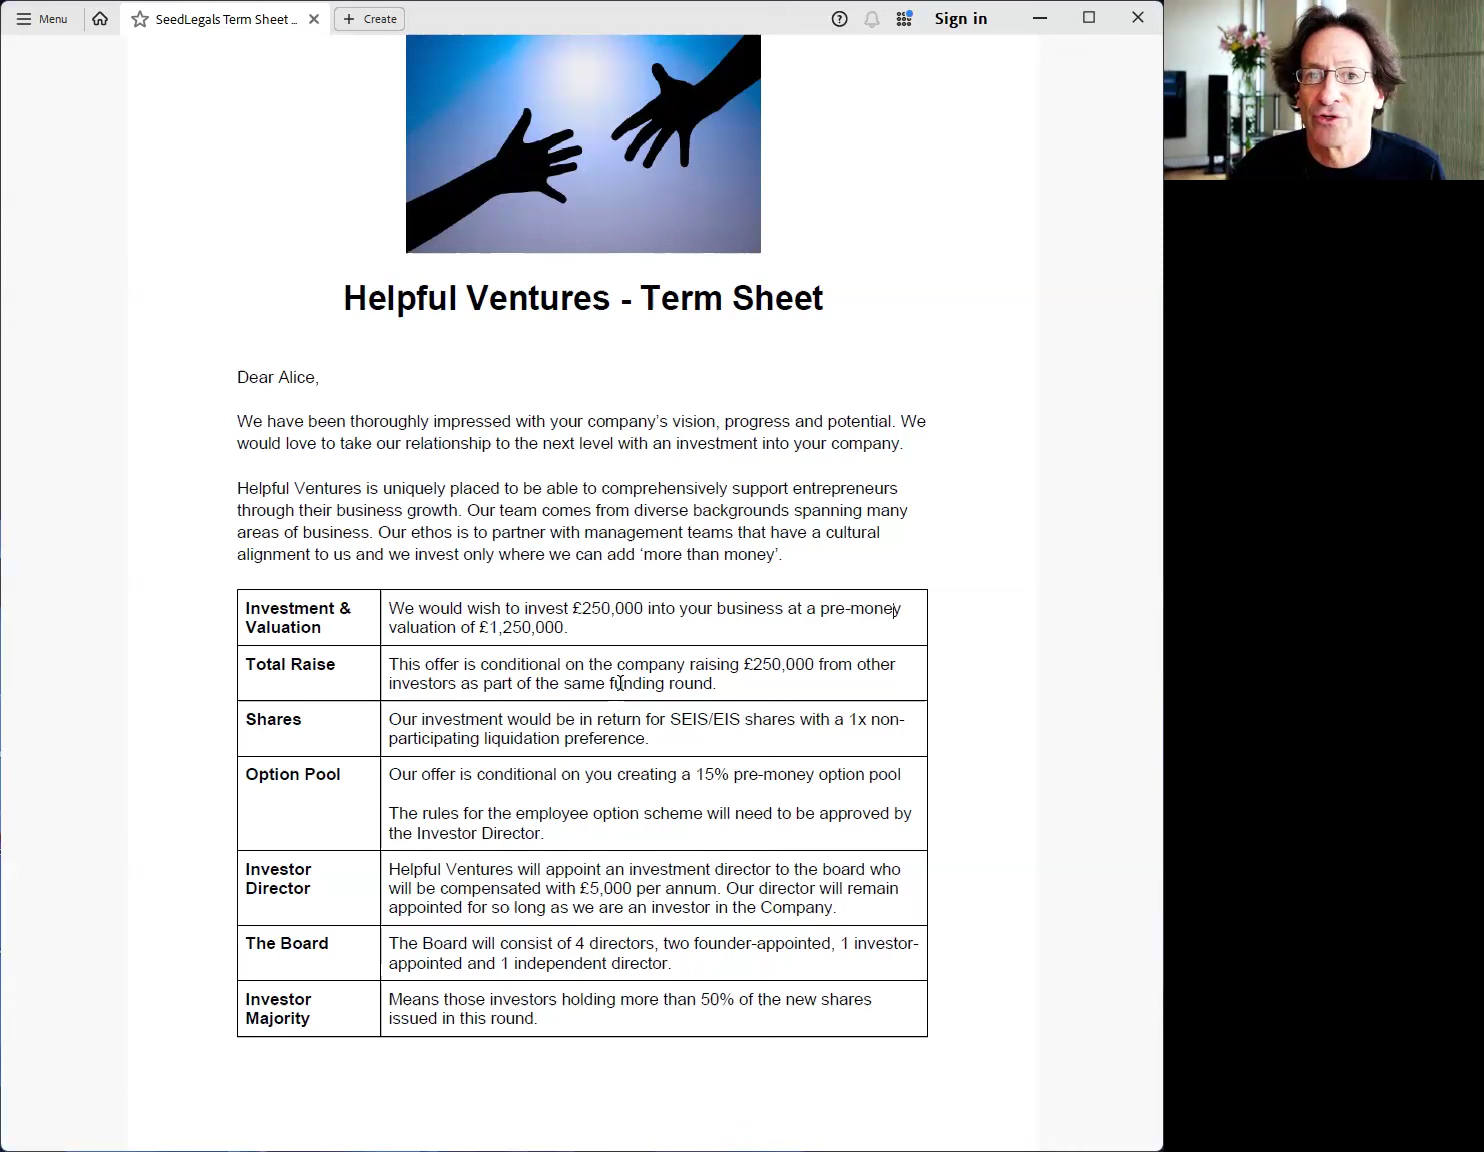 Menu
SeedLegals Term Sheet ...
Create
Sign in
Helpful Ventures - Term Sheet
Dear Alice,
We have been thoroughly impressed with your company's vision, progress and potential. We
would love to take our relationship to the next level with an investment into your company.
Helpful Ventures is uniquely placed to be able to comprehensively support entrepreneurs
through their business growth. Our team comes from diverse backgrounds spanning many
areas of business. Our ethos is to partner with management teams that have a cultural
alignment to us and we invest only where we can add 'more than money'.
Investment &
Valuation
We would wish to invest £250,000 into your business at a pre-money
valuation of £1,250,000.
Total Raise
This offer is conditional on the company raising £250,000 from other
investors as part of the same funding round.
Shares
Our investment would be in return for SEIS/EIS shares with a 1x non-
participating liquidation preference.
Option Pool
Our offer is conditional on you creating a 15% pre-money option pool
The rules for the employee option scheme will need to be approved by
the Investor Director.
Investor
Director
Helpful Ventures will appoint an investment director to the board who
will be compensated with £5,000 per annum. Our director will remain
appointed for so long as we are an investor in the Company.
The Board
The Board will consist of 4 directors, two founder-appointed, 1 investor-
appointed and 1 independent director.
Investor
Majority
Means those investors holding more than 50% of the new shares
issued in this round.